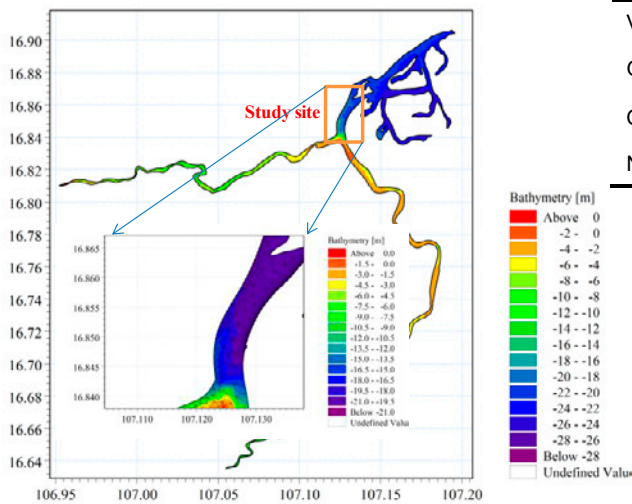 16.90
16.88
16.86
16.84
16.82
16.80
16.78
16.76
16.74
16.72
16.70
16.68
16.66
16.64
106.95 107.00 107.05 107.10 107.15 107.20
Study site
16.865
16.860
16.855
16.850
16.845
16.840
107.110 107.120 107.130
Bathymetry [m]
Above 0.0
-1.5 - 0.0
-3.0 - -1.5
-4.5 - -3.0
-6.0 - -4.5
-7.5 - -6.0
-9.0 - -7.5
-10.5 - -9.0
-12.0 - -10.5
-13.5 - -12.0
-15.0 - -13.5
-16.5 - -15.0
-18.0 - -16.5
-19.5 - -18.0
-21.0 - -19.5
Below -21.0
Undefined Valu
Bathymetry [m]
Above 0
-2 - 0
-4 - -2
-6 - -4
-8 - -6
-10 - -8
-12 - -10
-14 - -12
-16 - -14
-18 - -16
-20 - -18
-22 - -20
-24 - -22
-26 - -24
-28 - -26
Below -28
Undefined Value